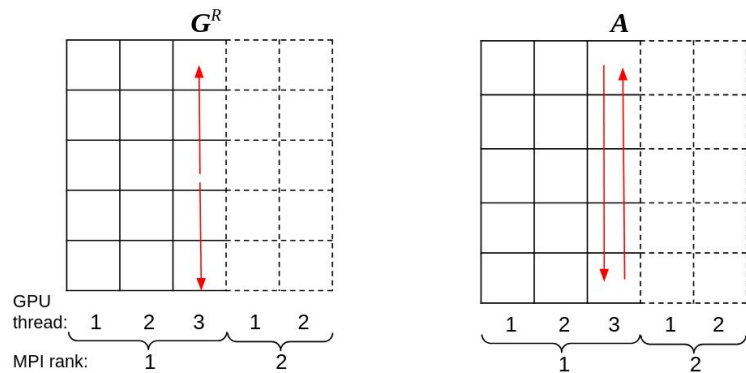 G^R A
GPU
thread: 1 2 3 1 2 1 2 3 1 2
MPI rank: 1 2 1 2